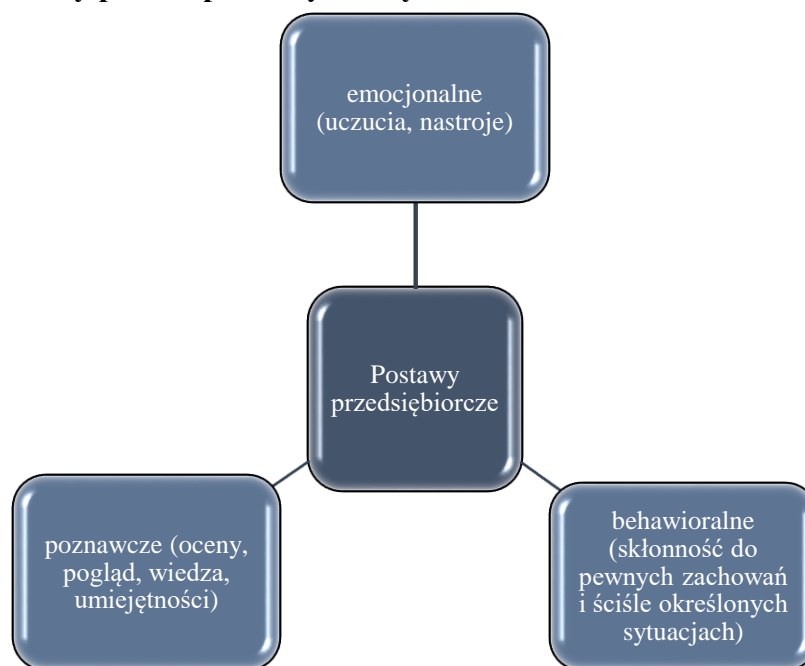 emocjonalne
(uczucia, nastroje)
Postawy
przedsiębiorcze
poznawcze (oceny,
pogląd, wiedza,
umiejętności)
behawioralne
(skłonność do
pewnych zachowań
i ściśle określonych
sytuacjach)